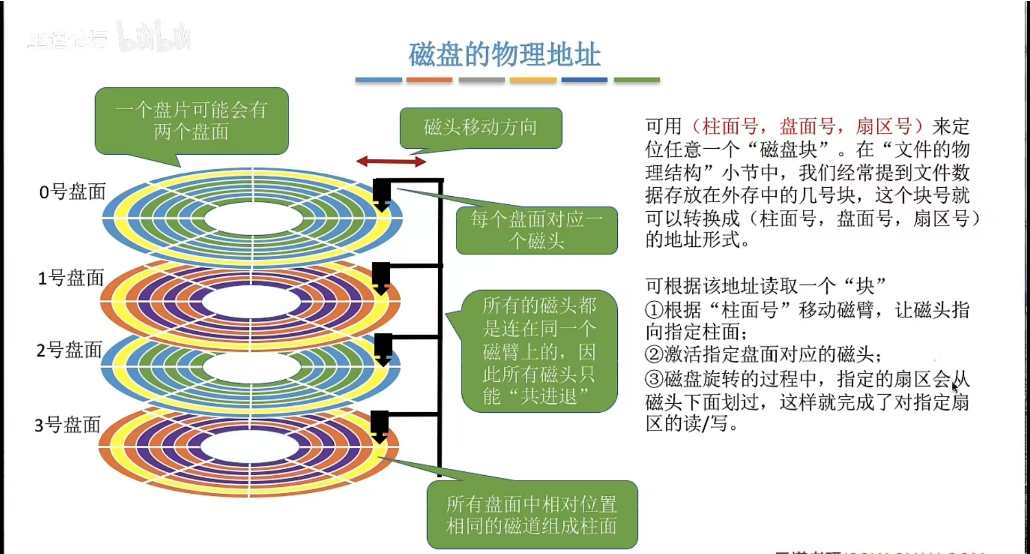 磁盘的物理地址
一个盘片可能会有
两个盘面
磁头移动方向
0号盘面
每个盘面对应一
个磁头
1号盘面
所有的磁头都
是连在同一个
磁臂上的，因
此所有磁头只
能“共进退”
2号盘面
3号盘面
所有盘面中相对位置
相同的磁道组成柱面
可用（柱面号，盘面号，扇区号）来定
位任意一个“磁盘块”。在“文件的物
理结构”小节中，我们经常提到文件数
据存放在外存中的几号块，这个块号就
可以转换成（柱面号，盘面号，扇区号）
的地址形式。
可根据该地址读取一个“块”
①根据“柱面号”移动磁臂，让磁头指
向指定柱面；
②激活指定盘面对应的磁头；
③磁盘旋转的过程中，指定的扇区会从
磁头下面划过，这样就完成了对指定扇
区的读/写。